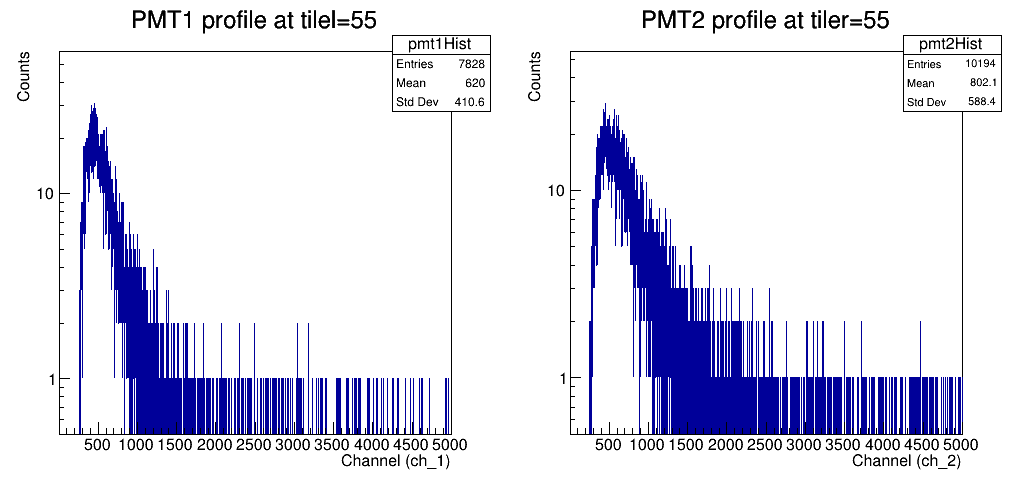 PMT1 profile at tilel=55
pmt1Hist
Entries 7828
Mean 620
Std Dev 410.6
Counts
10
1
500 1000 1500 2000 2500 3000 3500 4000 4500 5000
Channel (ch_1)
PMT2 profile at tiler=55
pmt2Hist
Entries 10194
Mean 802.1
Std Dev 588.4
Counts
10
1
500 1000 1500 2000 2500 3000 3500 4000 4500 5000
Channel (ch_2)